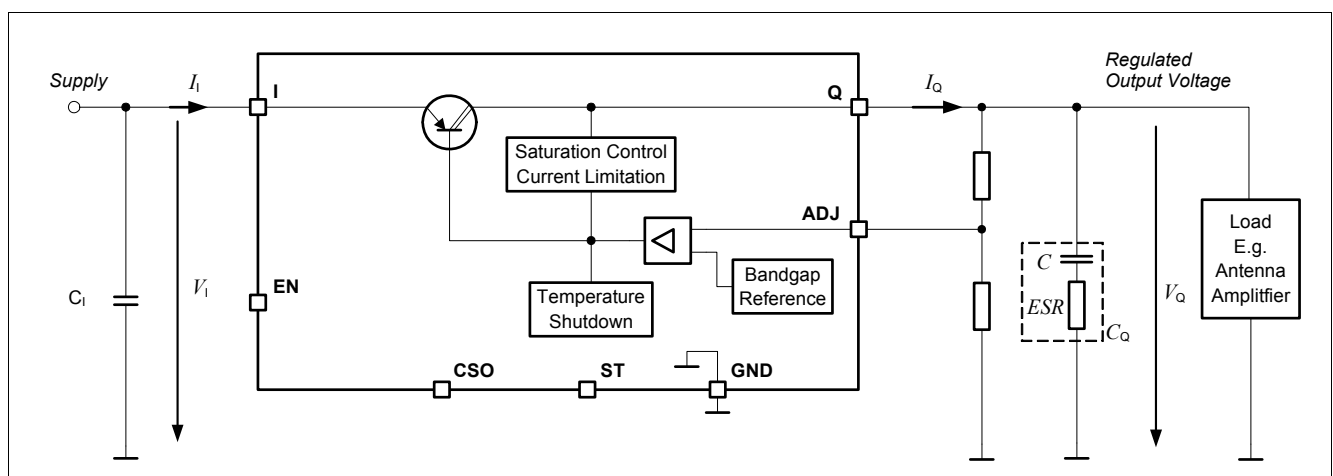 Supply
I_I
I
Q
I_Q
Regulated
Output Voltage
Saturation Control
Current Limitation
ADJ
Load
E.g.
Antenna
Amplitfier
C_I
V_I
EN
Temperature
Shutdown
Bandgap
Reference
C
ESR
C_Q
V_Q
CSO
ST
GND